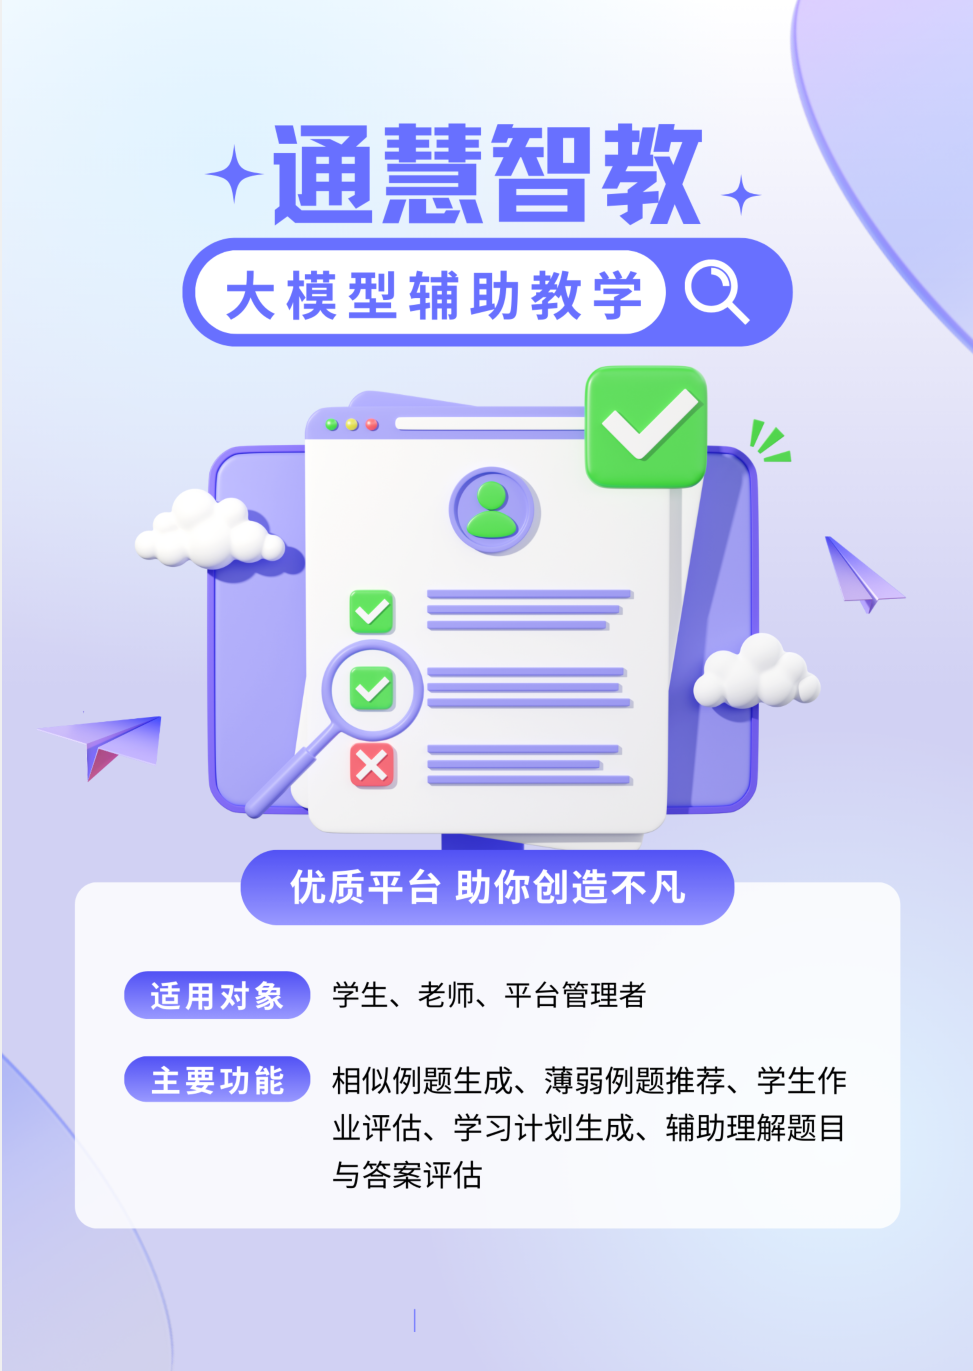 通慧智教
大模型辅助教学
优质平台 助你创造不凡
适用对象
学生、老师、平台管理者
主要功能
相似例题生成、薄弱例题推荐、学生作
业评估、学习计划生成、辅助理解题目
与答案评估